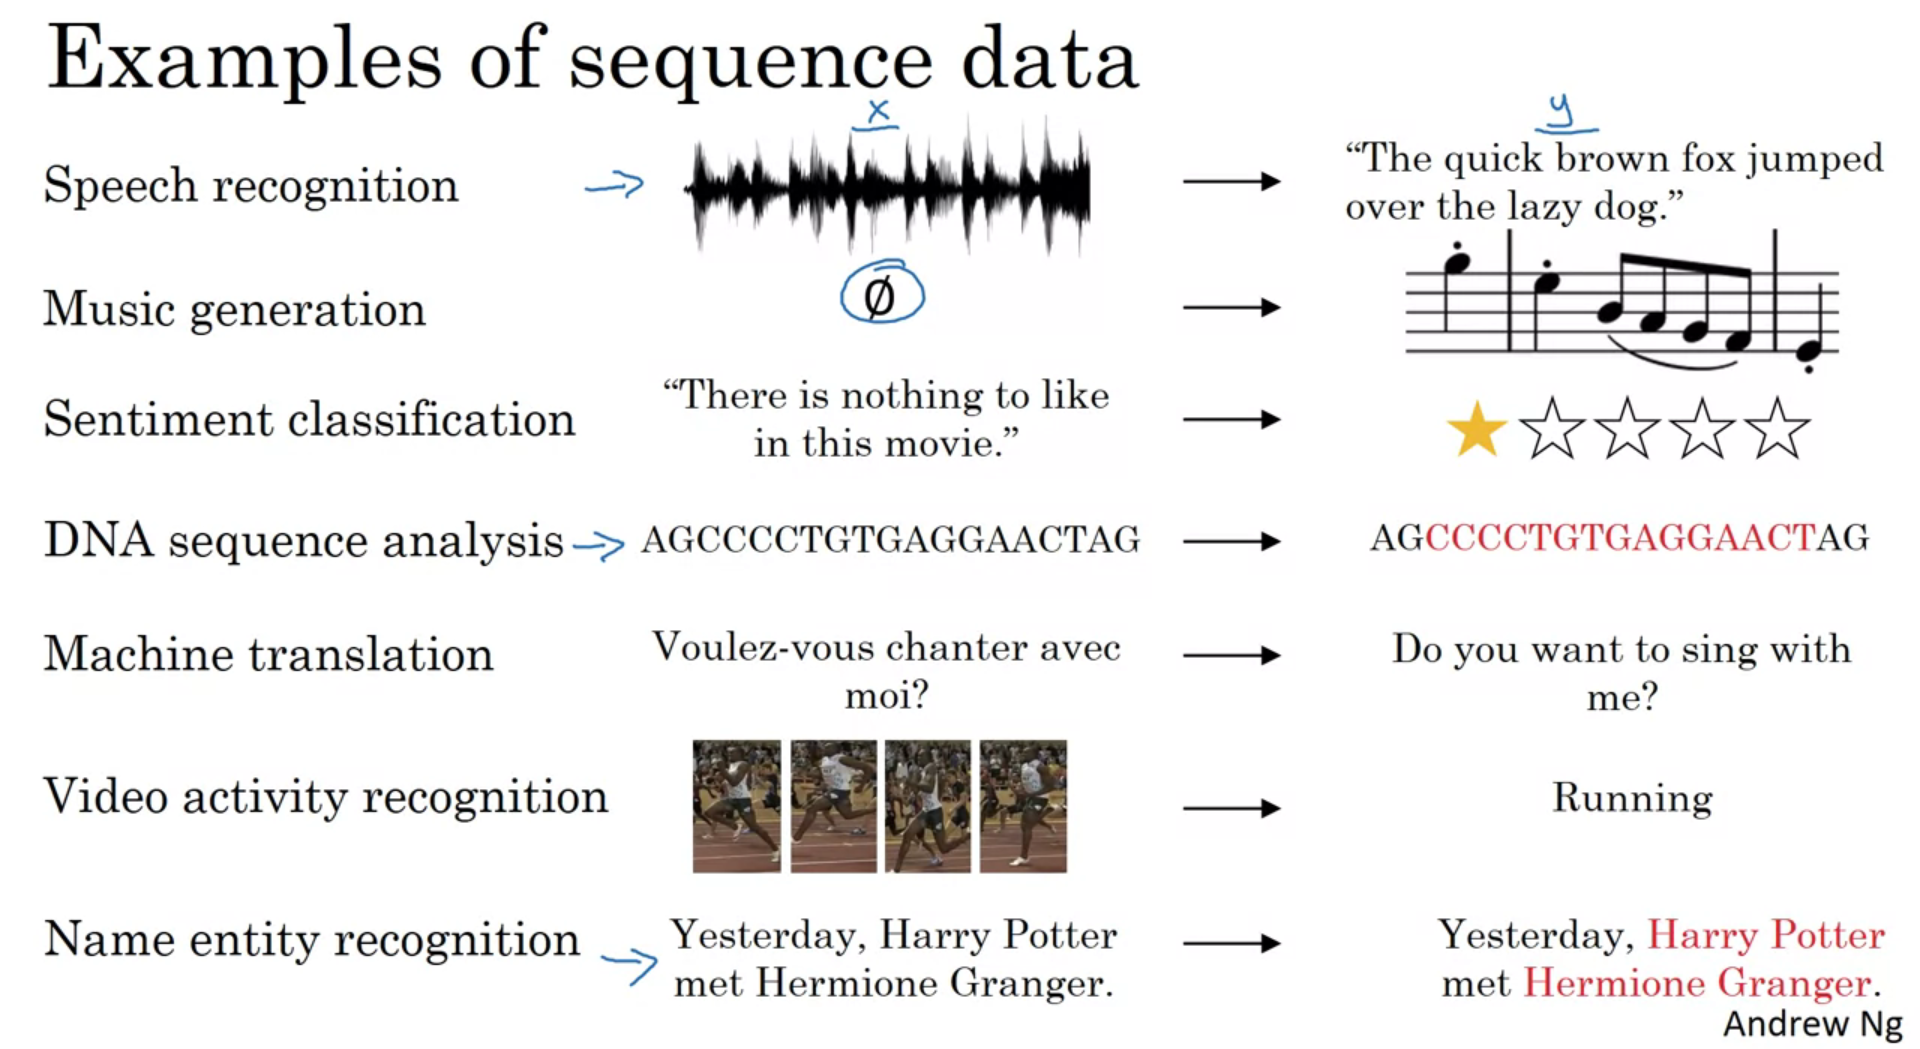 Examples of sequence data
x
y
Speech recognition
“The quick brown fox jumped
over the lazy dog.”
Music generation
∅
Sentiment classification
“There is nothing to like
in this movie.”
DNA sequence analysis
AGCCCCTGTGAGGAACTAG
AGCCCCTGTGAGGAACTAG
Machine translation
Voulez-vous chanter avec
moi?
Do you want to sing with
me?
Video activity recognition
Running
Name entity recognition
Yesterday, Harry Potter
met Hermione Granger.
Yesterday, Harry Potter
met Hermione Granger.
Andrew Ng